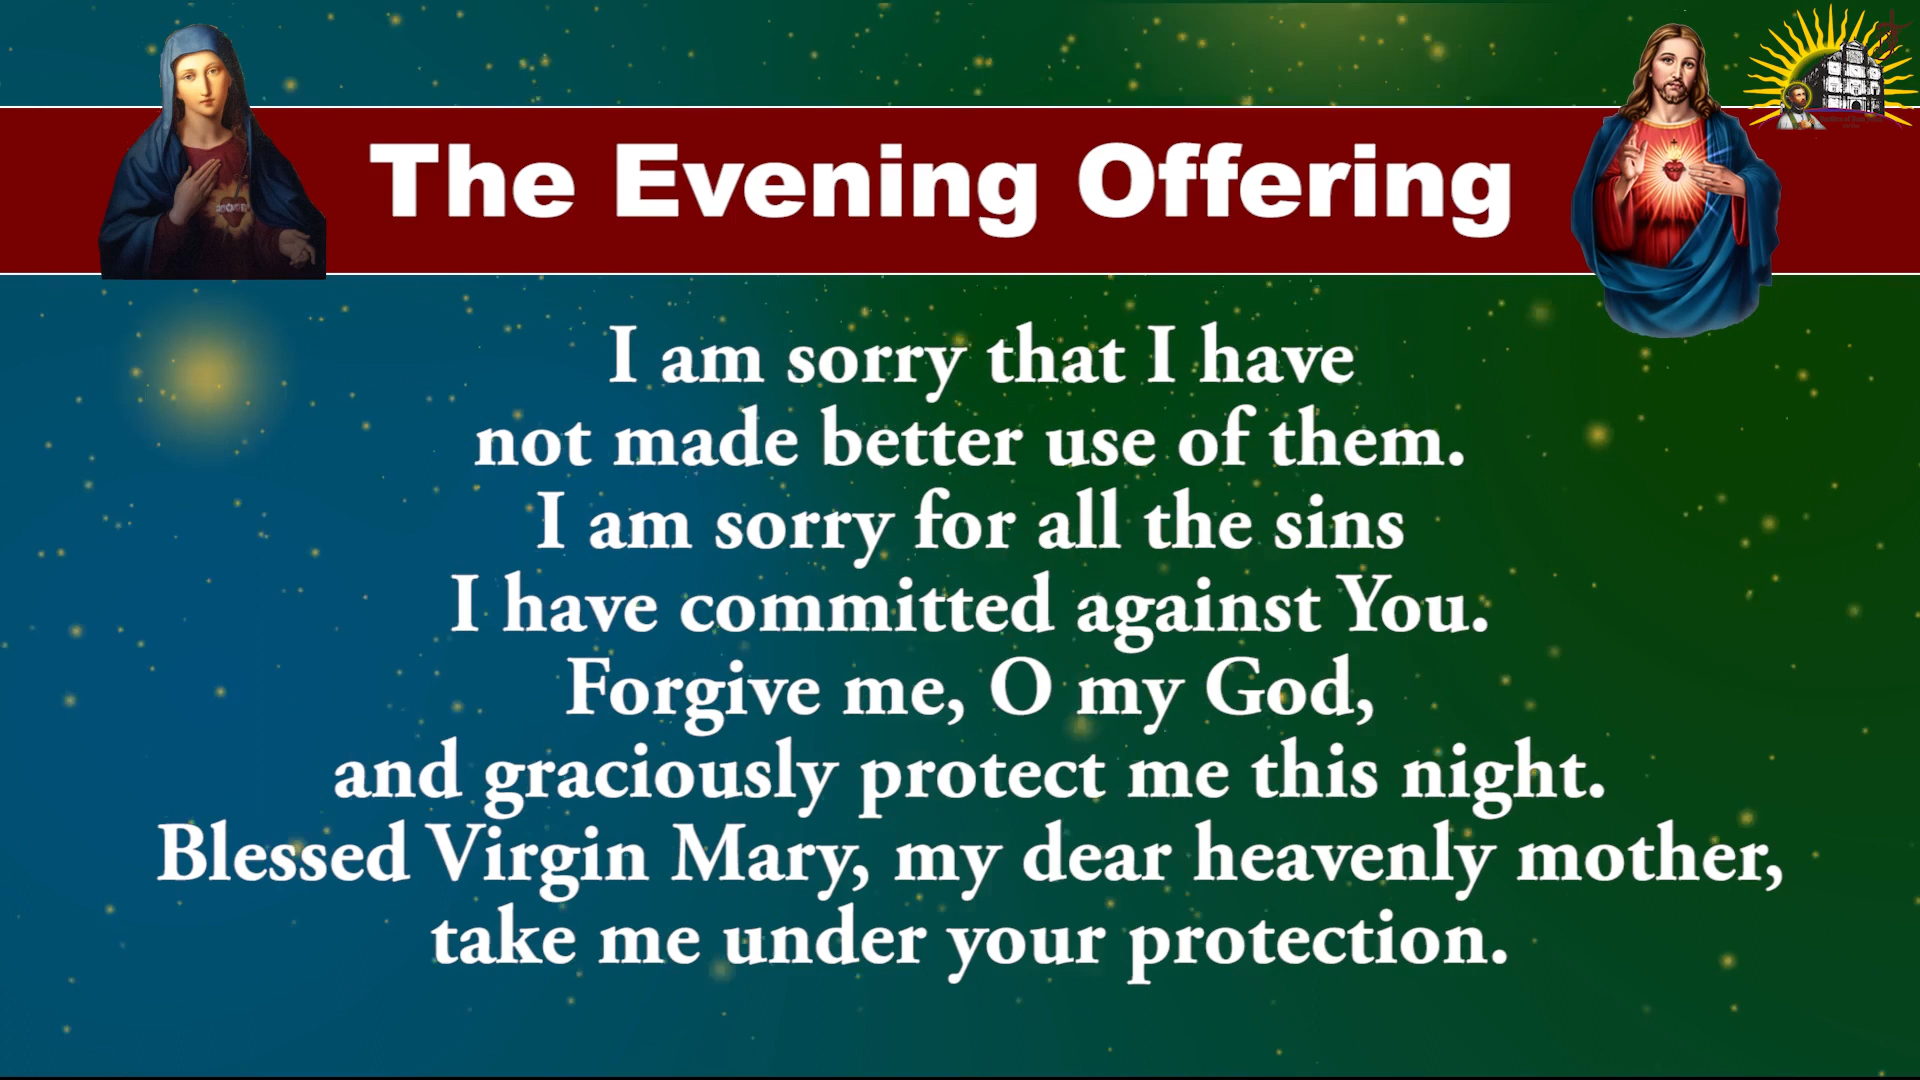 The Evening Offering
I am sorry that I have
not made better use of them.
I am sorry for all the sins
I have committed against You.
Forgive me, O my God,
and graciously protect me this night.
Blessed Virgin Mary, my dear heavenly mother,
take me under your protection.